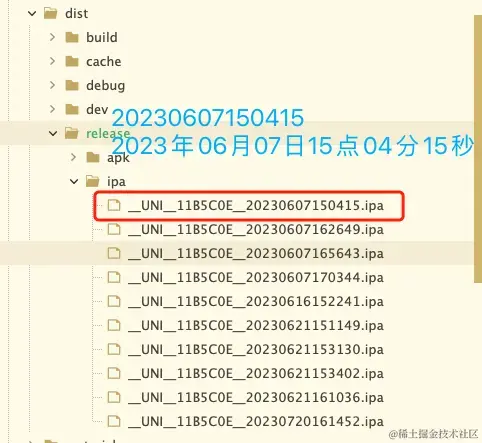 dist
build
cache
debug
dev
20230607150415
release
2023年06月07日15点04分15秒
apk
ipa
__UNI__11B5C0E__20230607150415.ipa
__UNI__11B5C0E__20230607162649.ipa
__UNI__11B5C0E__20230607165643.ipa
__UNI__11B5C0E__20230607170344.ipa
__UNI__11B5C0E__20230616152241.ipa
__UNI__11B5C0E__20230621151149.ipa
__UNI__11B5C0E__20230621153130.ipa
__UNI__11B5C0E__20230621153402.ipa
__UNI__11B5C0E__20230621161036.ipa
__UNI__11B5C0E__20230720161452.ipa
@稀土掘金技术社区